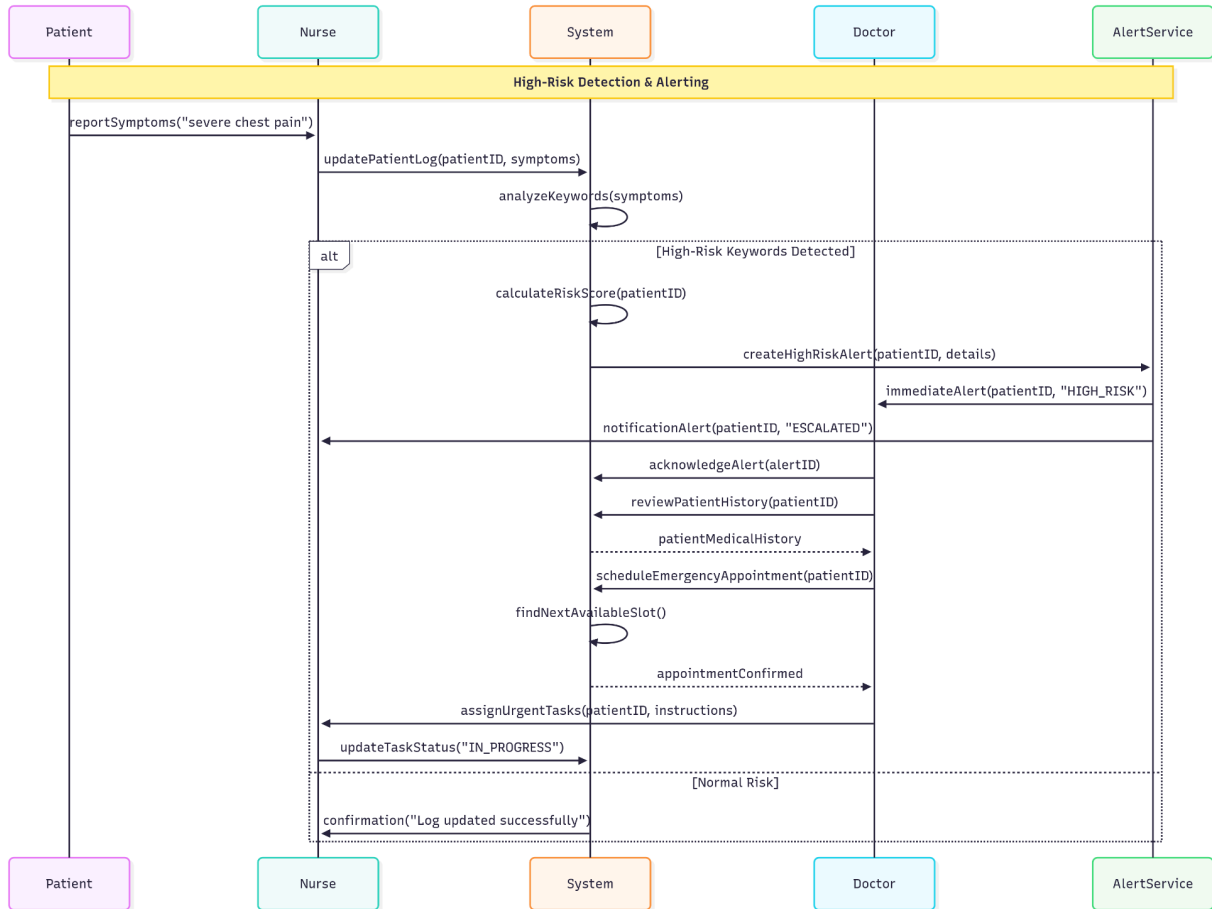 Patient
Nurse
System
Doctor
AlertService
High-Risk Detection & Alerting
reportSymptoms("severe chest pain")
updatePatientLog(patientID, symptoms)
analyzeKeywords(symptoms)
alt
[High-Risk Keywords Detected]
calculateRiskScore(patientID)
createHighRiskAlert(patientID, details)
immediateAlert(patientID, "HIGH_RISK")
notificationAlert(patientID, "ESCALATED")
acknowledgeAlert(alertID)
reviewPatientHistory(patientID)
patientMedicalHistory
scheduleEmergencyAppointment(patientID)
findNextAvailableSlot()
appointmentConfirmed
assignUrgentTasks(patientID, instructions)
updateTaskStatus("IN_PROGRESS")
[Normal Risk]
confirmation("Log updated successfully")
Patient
Nurse
System
Doctor
AlertService